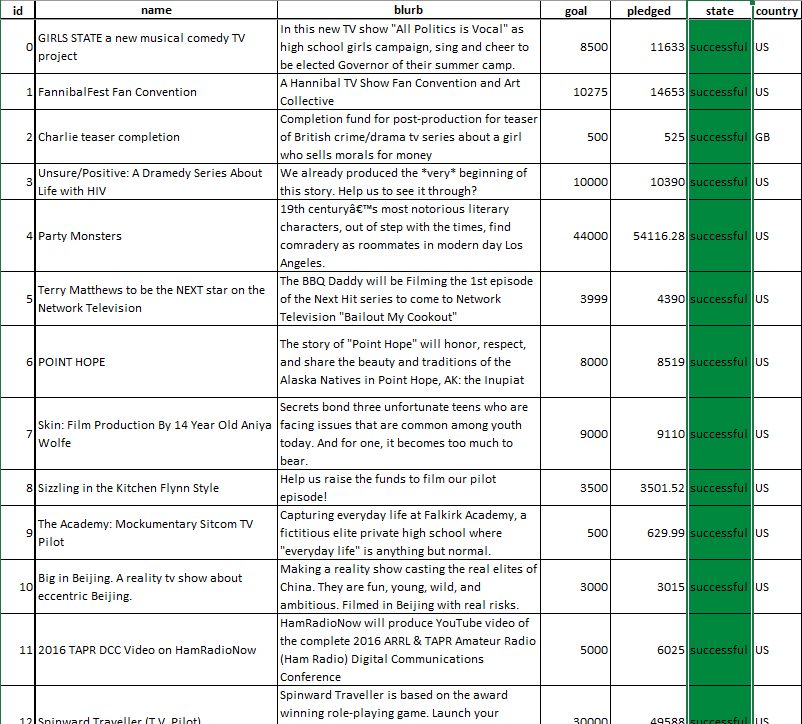 id name blurb goal pledged state country
In this new TV show "All Politics is Vocal" as
0 GIRLS STATE a new musical comedy TV high school girls campaign, sing and cheer to 8500 11633 successful US
project be elected Governor of their summer camp.
1 FannibalFest Fan Convention A Hannibal TV Show Fan Convention and Art 10275 14653 successful US
Collective
Completion fund for post-production for teaser
2 Charlie teaser completion of British crime/drama tv series about a girl 500 525 successful GB
who sells morals for money
3 Unsure/Positive: A Dramedy Series About We already produced the *very* beginning of 10000 10390 successful US
Life with HIV this story. Help us to see it through?
19th centuryâ€™s most notorious literary
4 Party Monsters characters, out of step with the times, find 44000 54116.28 successful US
comradery as roommates in modern day Los
Angeles.
The BBQ Daddy will be Filming the 1st episode
5 Terry Matthews to be the NEXT star on the of the Next Hit series to come to Network 3999 4390 successful US
Network Television Television "Bailout My Cookout"
The story of "Point Hope" will honor, respect,
6 POINT HOPE and share the beauty and traditions of the 8000 8519 successful US
Alaska Natives in Point Hope, AK: the Inupiat
Secrets bond three unfortunate teens who are
7 Skin: Film Production By 14 Year Old Aniya facing issues that are common among youth 9000 9110 successful US
Wolfe today. And for one, it becomes too much to
bear.
8 Sizzling in the Kitchen Flynn Style Help us raise the funds to film our pilot 3500 3501.52 successful US
episode!
Capturing everyday life at Falkirk Academy, a
9 The Academy: Mockumentary Sitcom TV fictitious elite private high school where 500 629.99 successful US
Pilot "everyday life" is anything but normal.
Making a reality show casting the real elites of
10 Big in Beijing. A reality tv show about China. They are fun, young, wild, and 3000 3015 successful US
eccentric Beijing. ambitious. Filmed in Beijing with real risks.
HamRadioNow will produce YouTube video of
11 2016 TAPR DCC Video on HamRadioNow the complete 2016 ARRL & TAPR Amateur Radio 5000 6025 successful US
(Ham Radio) Digital Communications
Conference
Spinward Traveller is based on the award
winning role-playing game. Launch your
12 Spinward Traveller (T.V. Pilot) 30000 49588 successful US